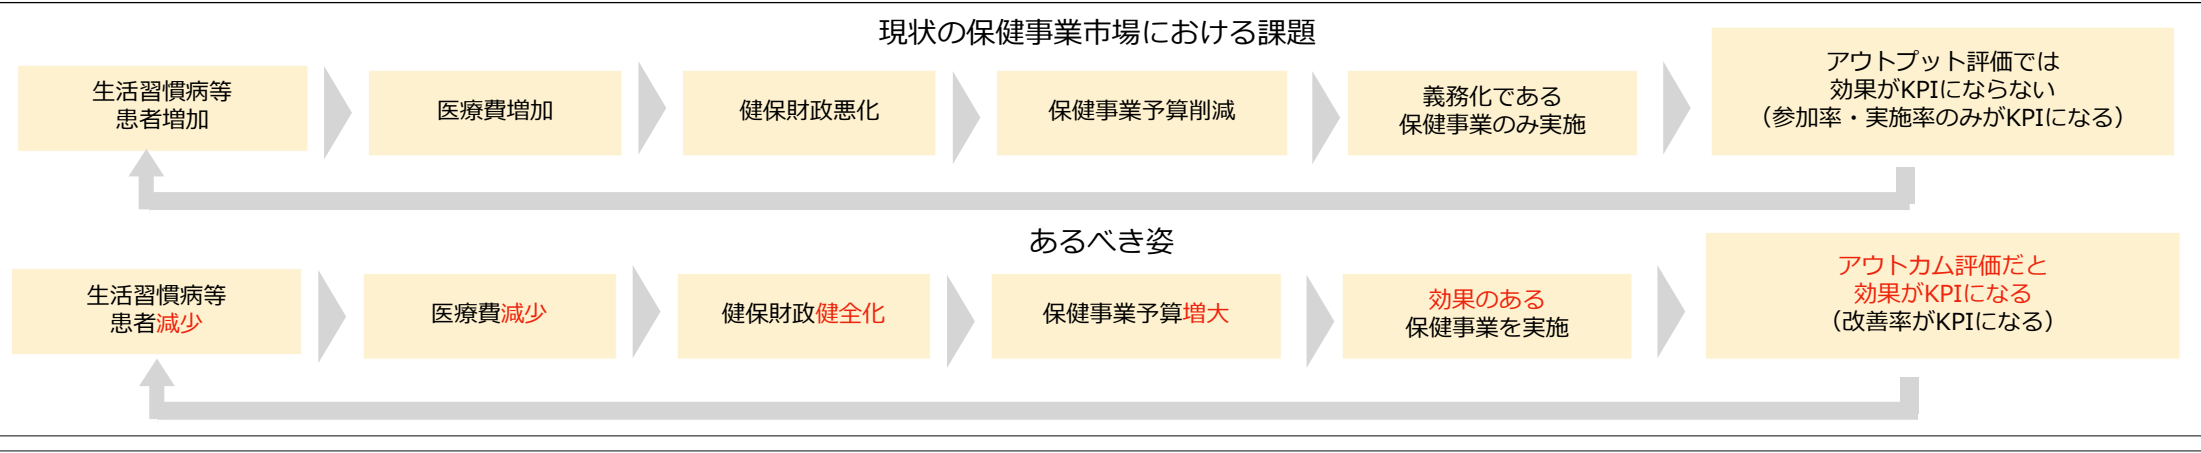 現状の保健事業市場における課題
生活習慣病等
患者増加
医療費増加
健保財政悪化
保健事業予算削減
義務化である
保健事業のみ実施
アウトプット評価では
効果がKPIにならない
（参加率・実施率のみがKPIになる）
あるべき姿
生活習慣病等
患者減少
医療費減少
健保財政健全化
保健事業予算増大
効果のある
保健事業を実施
アウトカム評価だと
効果がKPIになる
（改善率がKPIになる）